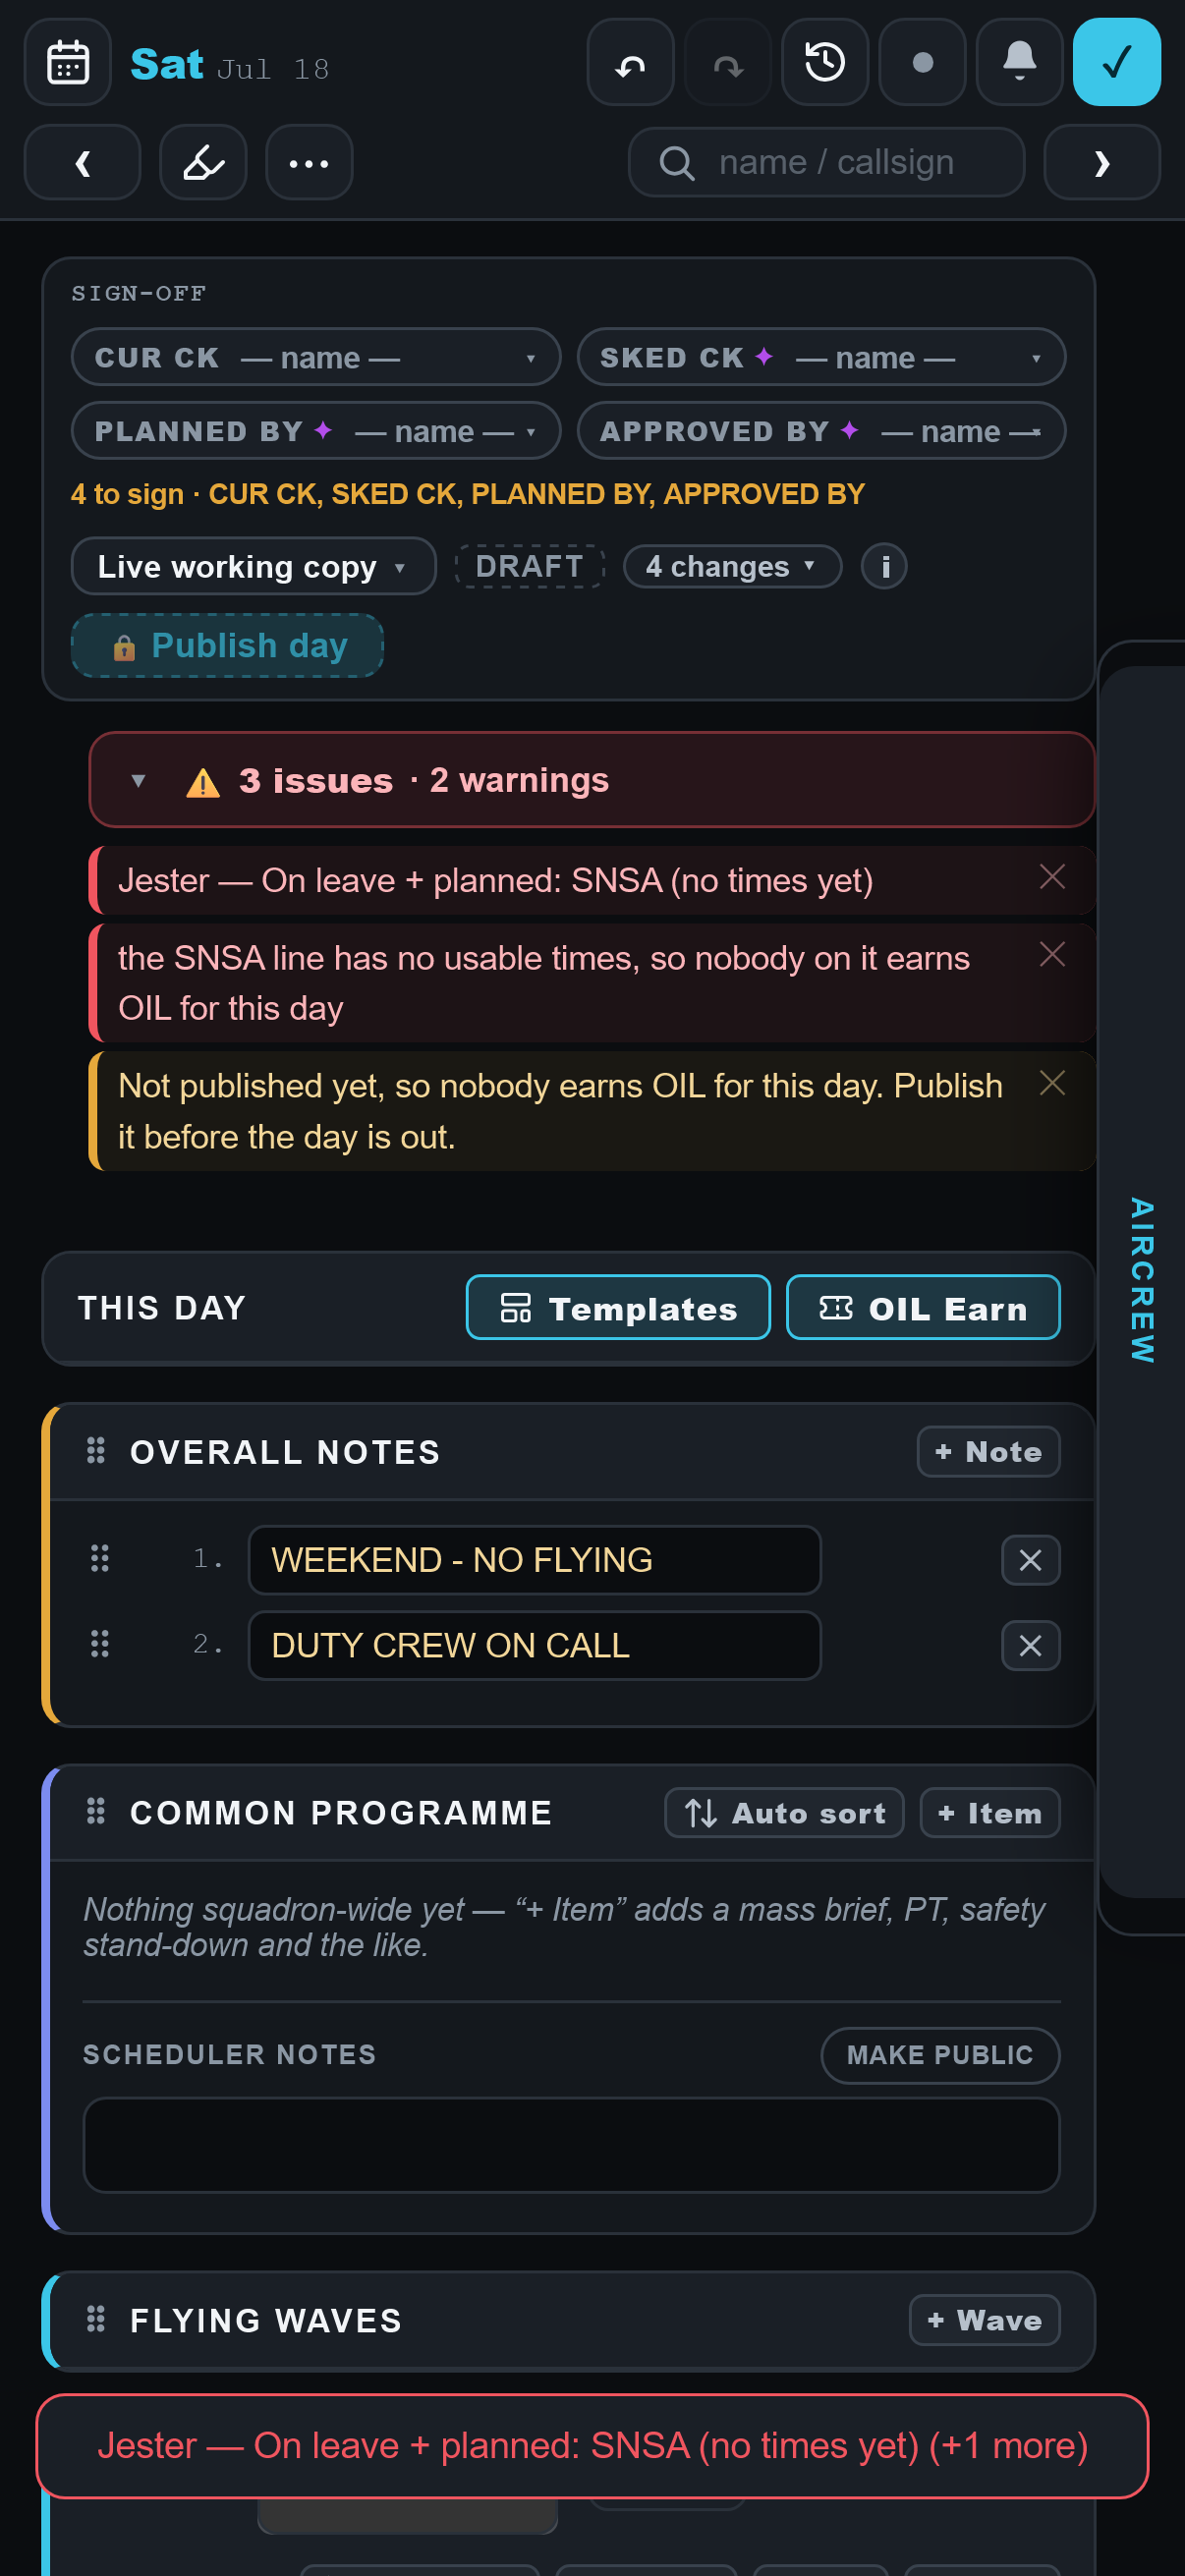 Sat Jul 18
name / callsign
SIGN-OFF
CUR CK — name —
SKED CK — name —
PLANNED BY — name —
APPROVED BY — name —
4 to sign · CUR CK, SKED CK, PLANNED BY, APPROVED BY
Live working copy DRAFT 4 changes i
Publish day
3 issues · 2 warnings
Jester — On leave + planned: SNSA (no times yet)
the SNSA line has no usable times, so nobody on it earns
OIL for this day
Not published yet, so nobody earns OIL for this day. Publish
it before the day is out.
AIRCREW
THIS DAY Templates OIL Earn
OVERALL NOTES + Note
1. WEEKEND - NO FLYING
2. DUTY CREW ON CALL
COMMON PROGRAMME Auto sort + Item
Nothing squadron-wide yet — “+ Item” adds a mass brief, PT, safety
stand-down and the like.
SCHEDULER NOTES MAKE PUBLIC
FLYING WAVES + Wave
Jester — On leave + planned: SNSA (no times yet) (+1 more)